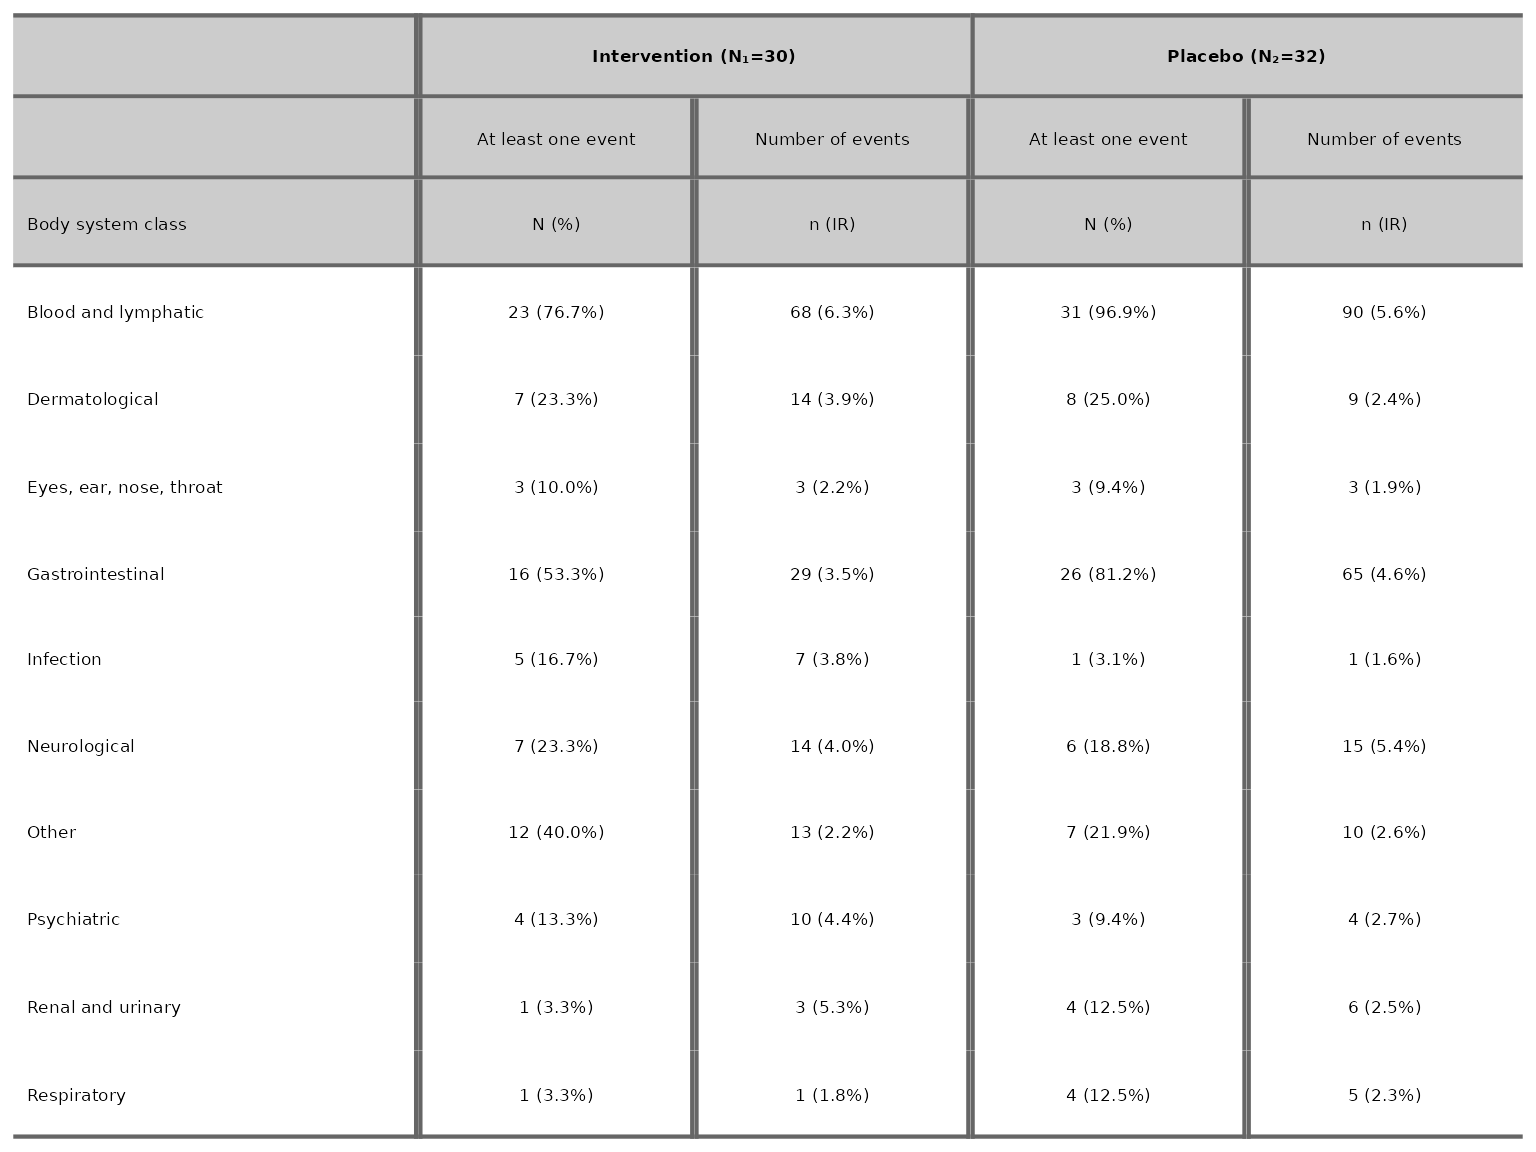 Intervention (N₁=30) Placebo (N₂=32)
At least one event Number of events At least one event Number of events
Body system class N (%) n (IR) N (%) n (IR)
Blood and lymphatic 23 (76.7%) 68 (6.3%) 31 (96.9%) 90 (5.6%)
Dermatological 7 (23.3%) 14 (3.9%) 8 (25.0%) 9 (2.4%)
Eyes, ear, nose, throat 3 (10.0%) 3 (2.2%) 3 (9.4%) 3 (1.9%)
Gastrointestinal 16 (53.3%) 29 (3.5%) 26 (81.2%) 65 (4.6%)
Infection 5 (16.7%) 7 (3.8%) 1 (3.1%) 1 (1.6%)
Neurological 7 (23.3%) 14 (4.0%) 6 (18.8%) 15 (5.4%)
Other 12 (40.0%) 13 (2.2%) 7 (21.9%) 10 (2.6%)
Psychiatric 4 (13.3%) 10 (4.4%) 3 (9.4%) 4 (2.7%)
Renal and urinary 1 (3.3%) 3 (5.3%) 4 (12.5%) 6 (2.5%)
Respiratory 1 (3.3%) 1 (1.8%) 4 (12.5%) 5 (2.3%)